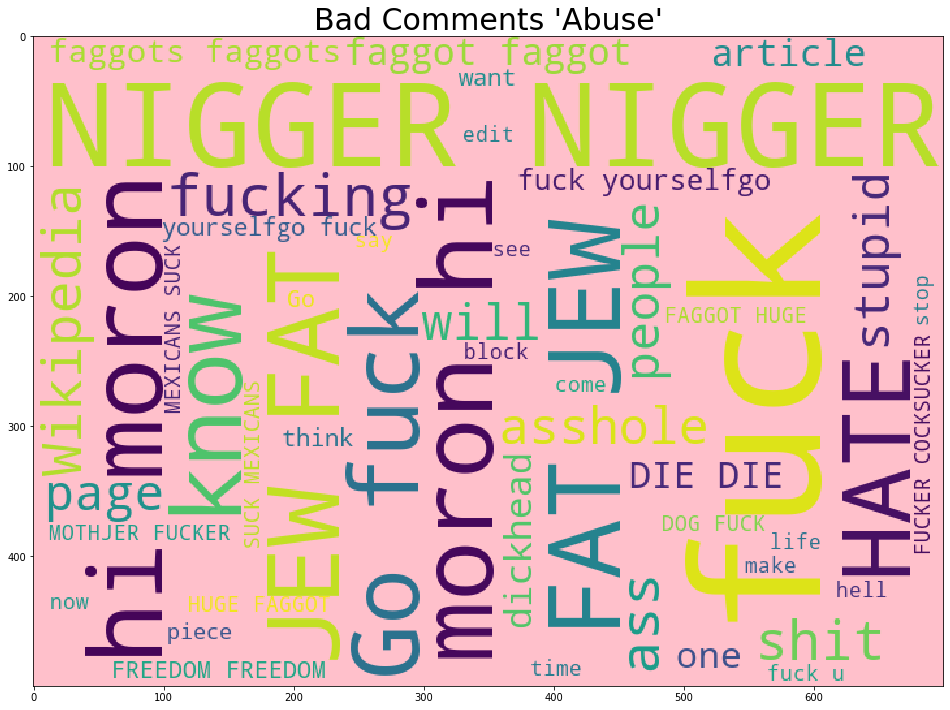 Bad Comments 'Abuse'
faggots faggots
faggot faggot
article
want
NIGGER NIGGER
edit
fucking
fuck yourselfgo
yourselfgo fuck
say
see
Wikipedia
hi moron
MEXICANS SUCK
know
SUCK MEXICANS
JEW FAT
Go
Go fuck
moron hi
will
block
come
FAT JEW
people
FAGGOT HUGE
fuck
stupid
stop
HATE
FUCKER COCKSUCKER
think
asshole
dickhead
DIE DIE
page
MOTHJER FUCKER
DOG FUCK
life
make
hell
now
HUGE FAGGOT
piece
ass
one
shit
FREEDOM FREEDOM
time
fuck u
0
100
200
300
400
0
100
200
300
400
500
600